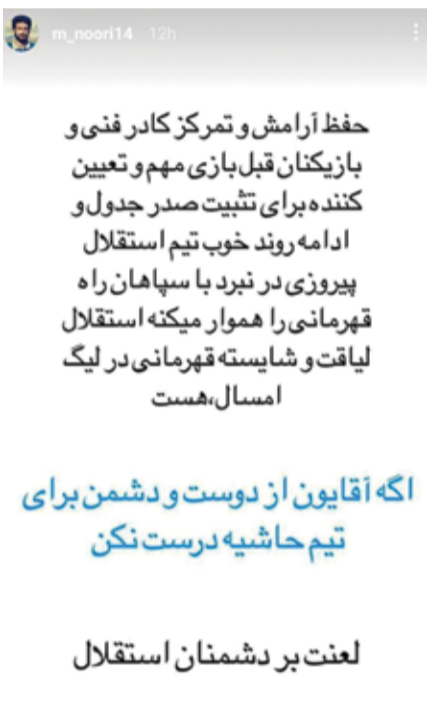 m_noori14 12h
حفظ آرامش و تمرکز کادر فنی و
بازیکنان قبل بازی مهم و تعیین
کننده برای تثبیت صدر جدول و
ادامه روند خوب تیم استقلال
پیروزی در نبرد با سپاهان راه
قهرمانی را هموار میکنه استقلال
لیاقت و شایسته قهرمانی در لیگ
امسال،هست
اگه آقایون از دوست و دشمن برای
تیم حاشیه درست نکن
لعنت بر دشمنان استقلال